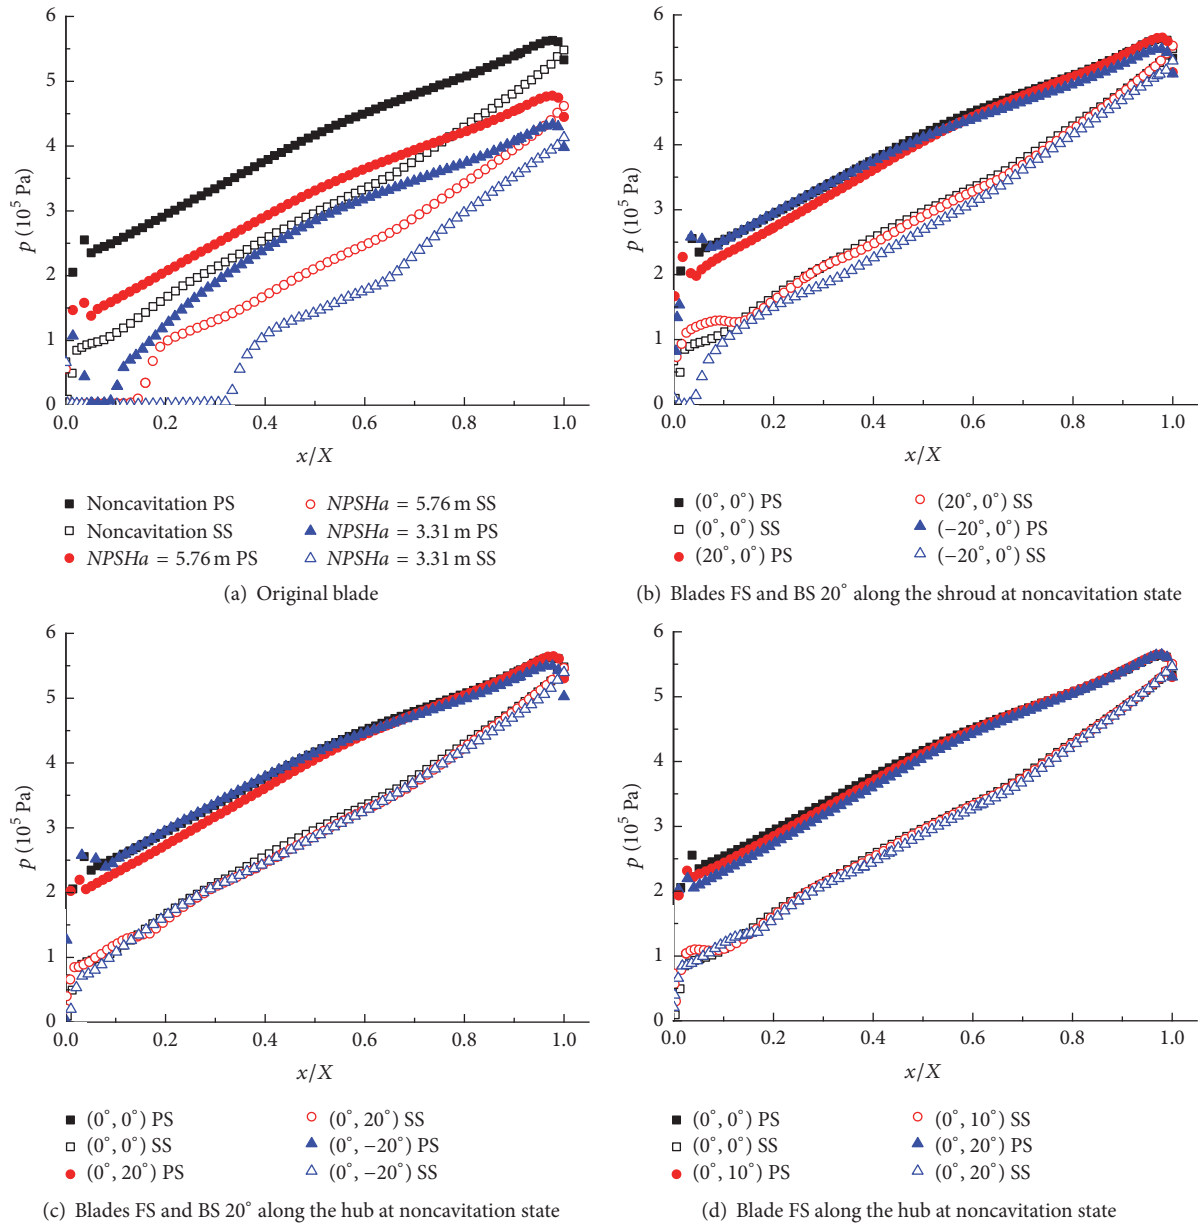 6
5
4
3
2
1
0
p (10⁵ Pa)
0.0 0.2 0.4 0.6 0.8 1.0
x/X
Noncavitation PS
Noncavitation SS
NPSHa = 5.76 m PS
NPSHa = 5.76 m SS
NPSHa = 3.31 m PS
NPSHa = 3.31 m SS
(a) Original blade
6
5
4
3
2
1
0
p (10⁵ Pa)
0.0 0.2 0.4 0.6 0.8 1.0
x/X
(0°, 0°) PS
(0°, 0°) SS
(20°, 0°) PS
(20°, 0°) SS
(−20°, 0°) PS
(−20°, 0°) SS
(b) Blades FS and BS 20° along the shroud at noncavitation state
6
5
4
3
2
1
0
p (10⁵ Pa)
0.0 0.2 0.4 0.6 0.8 1.0
x/X
(0°, 0°) PS
(0°, 0°) SS
(0°, 20°) PS
(0°, 20°) SS
(0°, −20°) PS
(0°, −20°) SS
(c) Blades FS and BS 20° along the hub at noncavitation state
6
5
4
3
2
1
0
p (10⁵ Pa)
0.0 0.2 0.4 0.6 0.8 1.0
x/X
(0°, 0°) PS
(0°, 0°) SS
(0°, 10°) PS
(0°, 10°) SS
(0°, 20°) PS
(0°, 20°) SS
(d) Blade FS along the hub at noncavitation state